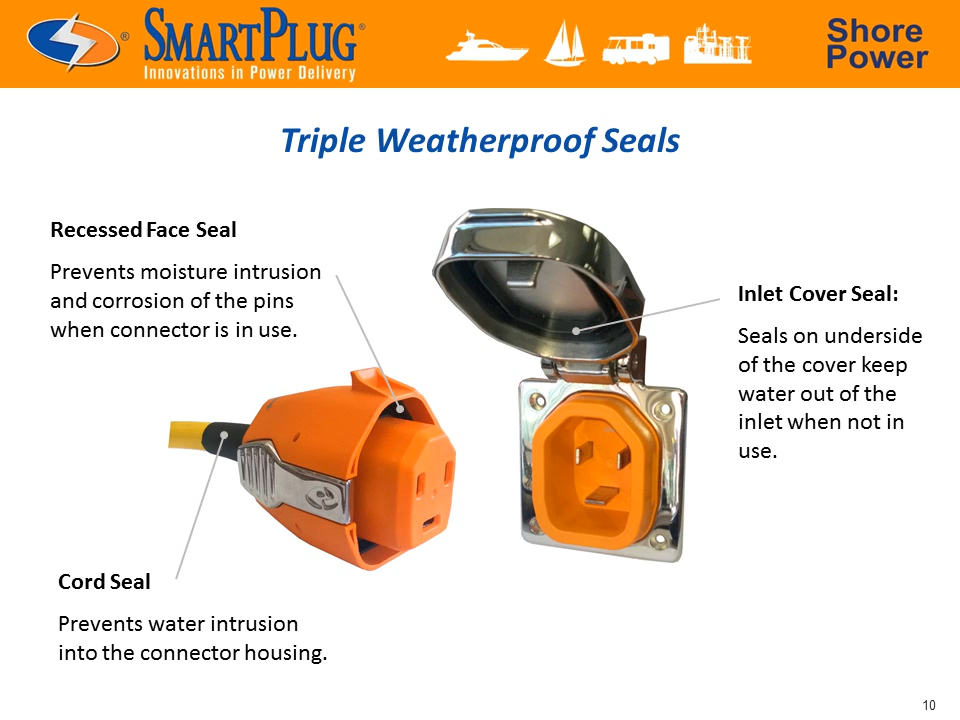 SMARTPLUG®
®
Innovations in Power Delivery
Shore
Power
Triple Weatherproof Seals
Recessed Face Seal
Prevents moisture intrusion
and corrosion of the pins
when connector is in use.
Inlet Cover Seal:
Seals on underside
of the cover keep
water out of the
inlet when not in
use.
Cord Seal
Prevents water intrusion
into the connector housing.
10